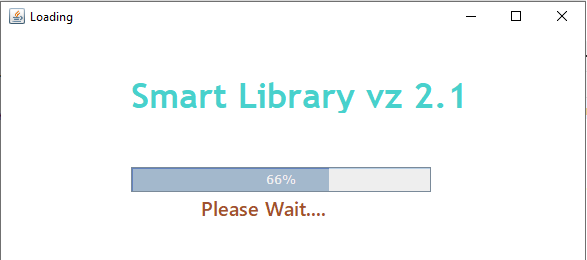 Loading
Smart Library vz 2.1
66%
Please Wait....